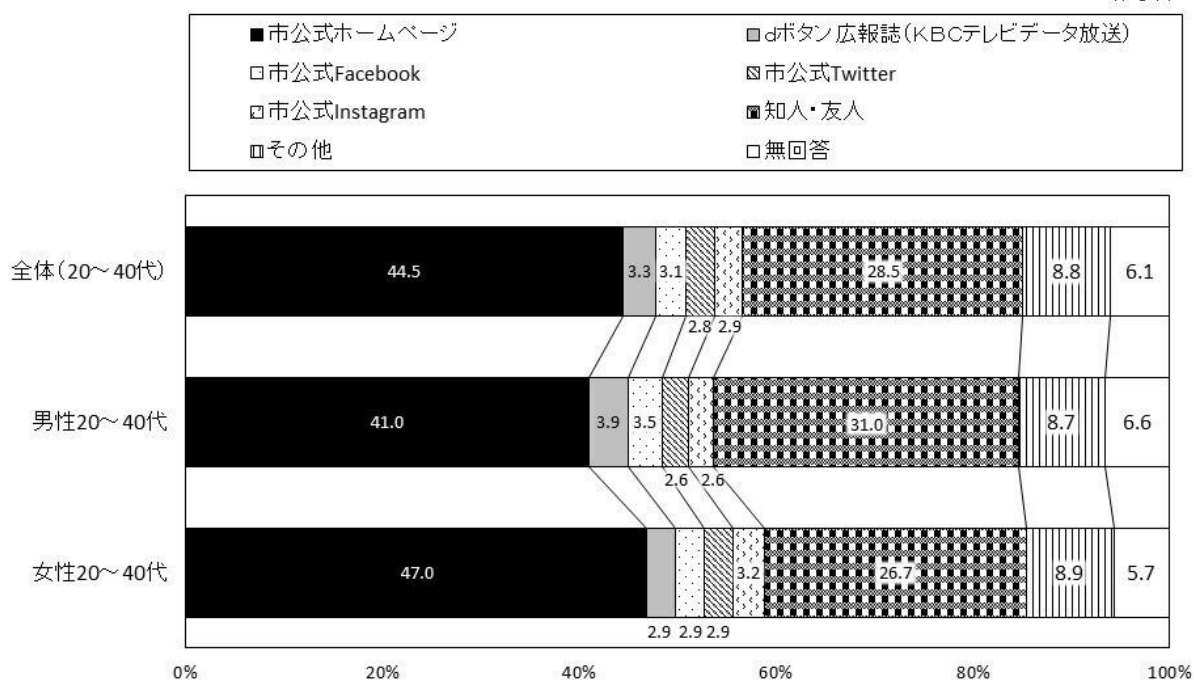 ■市公式ホームページ ■dボタン広報誌(KBCテレビデータ放送)
□市公式Facebook 市公式Twitter
市公式Instagram 知人・友人
その他 □無回答
全体(20～40代) 44.5 3.3 3.1 28.5 8.8 6.1
2.8 2.9
男性20～40代 41.0 3.9 3.5 31.0 8.7 6.6
2.6 2.6
女性20～40代 47.0 3.2 26.7 8.9 5.7
2.9 2.9 2.9
0% 20% 40% 60% 80% 100%